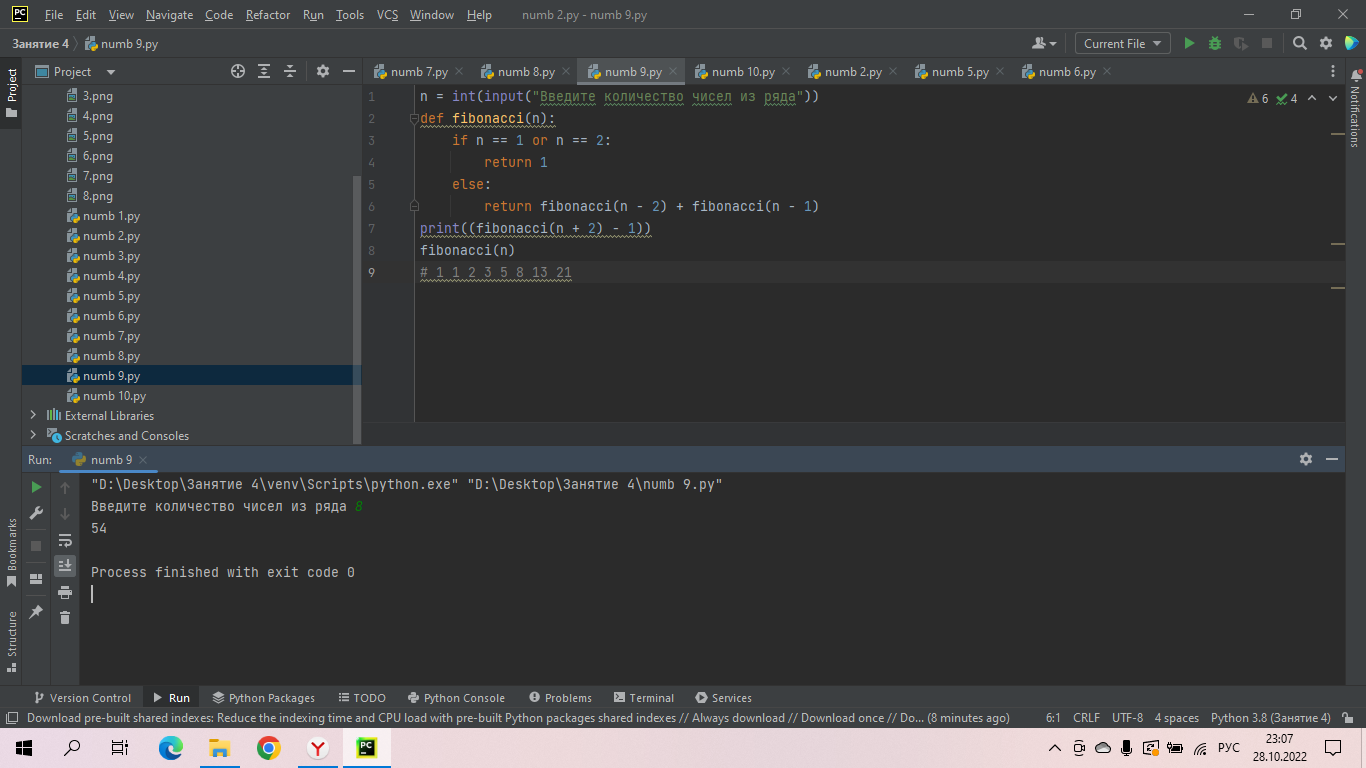 PC File Edit View Navigate Code Refactor Run Tools VCS Window Help numb 2.py - numb 9.py
Занятие 4 numb 9.py Current File
Project Project numb 7.py numb 8.py numb 9.py numb 10.py numb 2.py numb 5.py numb 6.py Notifications
3.png
4.png
5.png
6.png
7.png
8.png
numb 1.py
numb 2.py
numb 3.py
numb 4.py
numb 5.py
numb 6.py
numb 7.py
numb 8.py
numb 9.py
numb 10.py
External Libraries
Scratches and Consoles
6 4
1 n = int(input("Введите количество чисел из ряда"))
2 def fibonacci(n):
3 if n == 1 or n == 2:
4 return 1
5 else:
6 return fibonacci(n - 2) + fibonacci(n - 1)
7 print((fibonacci(n + 2) - 1))
8 fibonacci(n)
9 # 1 1 2 3 5 8 13 21
Run: numb 9
"D:\Desktop\Занятие 4\venv\Scripts\python.exe" "D:\Desktop\Занятие 4\numb 9.py"
Введите количество чисел из ряда 8
54
Process finished with exit code 0
Bookmarks
Structure
Version Control Run Python Packages TODO Python Console Problems Terminal Services
Download pre-built shared indexes: Reduce the indexing time and CPU load with pre-built Python packages shared indexes // Always download // Download once // Do... (8 minutes ago) 6:1 CRLF UTF-8 4 spaces Python 3.8 (Занятие 4)
PC РУС 23:07
28.10.2022